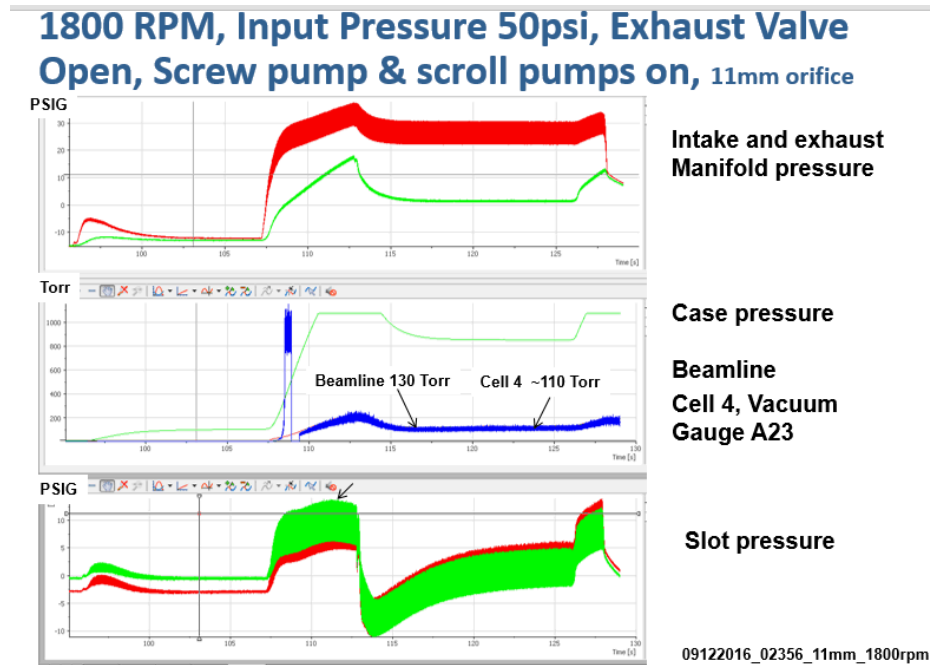 1800 RPM, Input Pressure 50psi, Exhaust Valve
Open, Screw pump & scroll pumps on, 11mm orifice
PSIG
30
20
10
0
-10
100
105
110
115
120
125
Time [s]
Intake and exhaust
Manifold pressure
Torr
1000
800
600
400
200
Beamline 130 Torr
Cell 4 ~110 Torr
100
105
110
115
120
125
130
Time [s]
Case pressure
Beamline
Cell 4, Vacuum
Gauge A23
PSIG
10
5
0
-5
-10
100
105
110
115
120
125
130
Time [s]
Slot pressure
09122016_02356_11mm_1800rpm